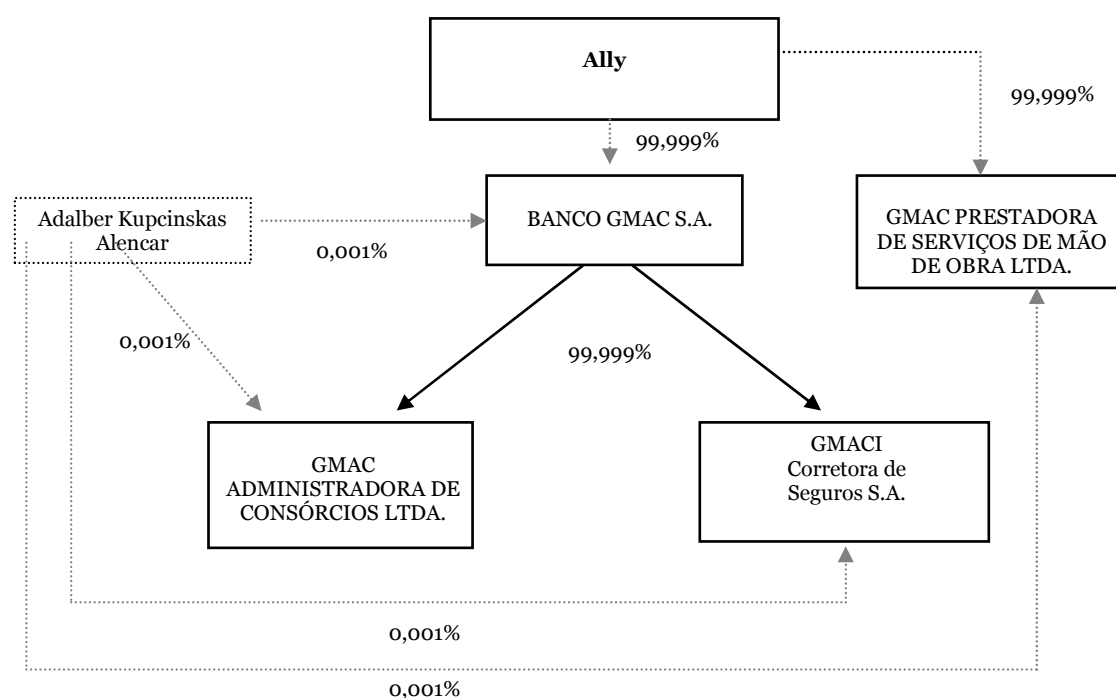 Ally
99,999%
99,999%
Adalber Kupcinskas
Alencar
0,001%
BANCO GMAC S.A.
GMAC PRESTADORA
DE SERVIÇOS DE MÃO
DE OBRA LTDA.
0,001%
99,999%
GMAC
ADMINISTRADORA DE
CONSÓRCIOS LTDA.
GMACI
Corretora de
Seguros S.A.
0,001%
0,001%